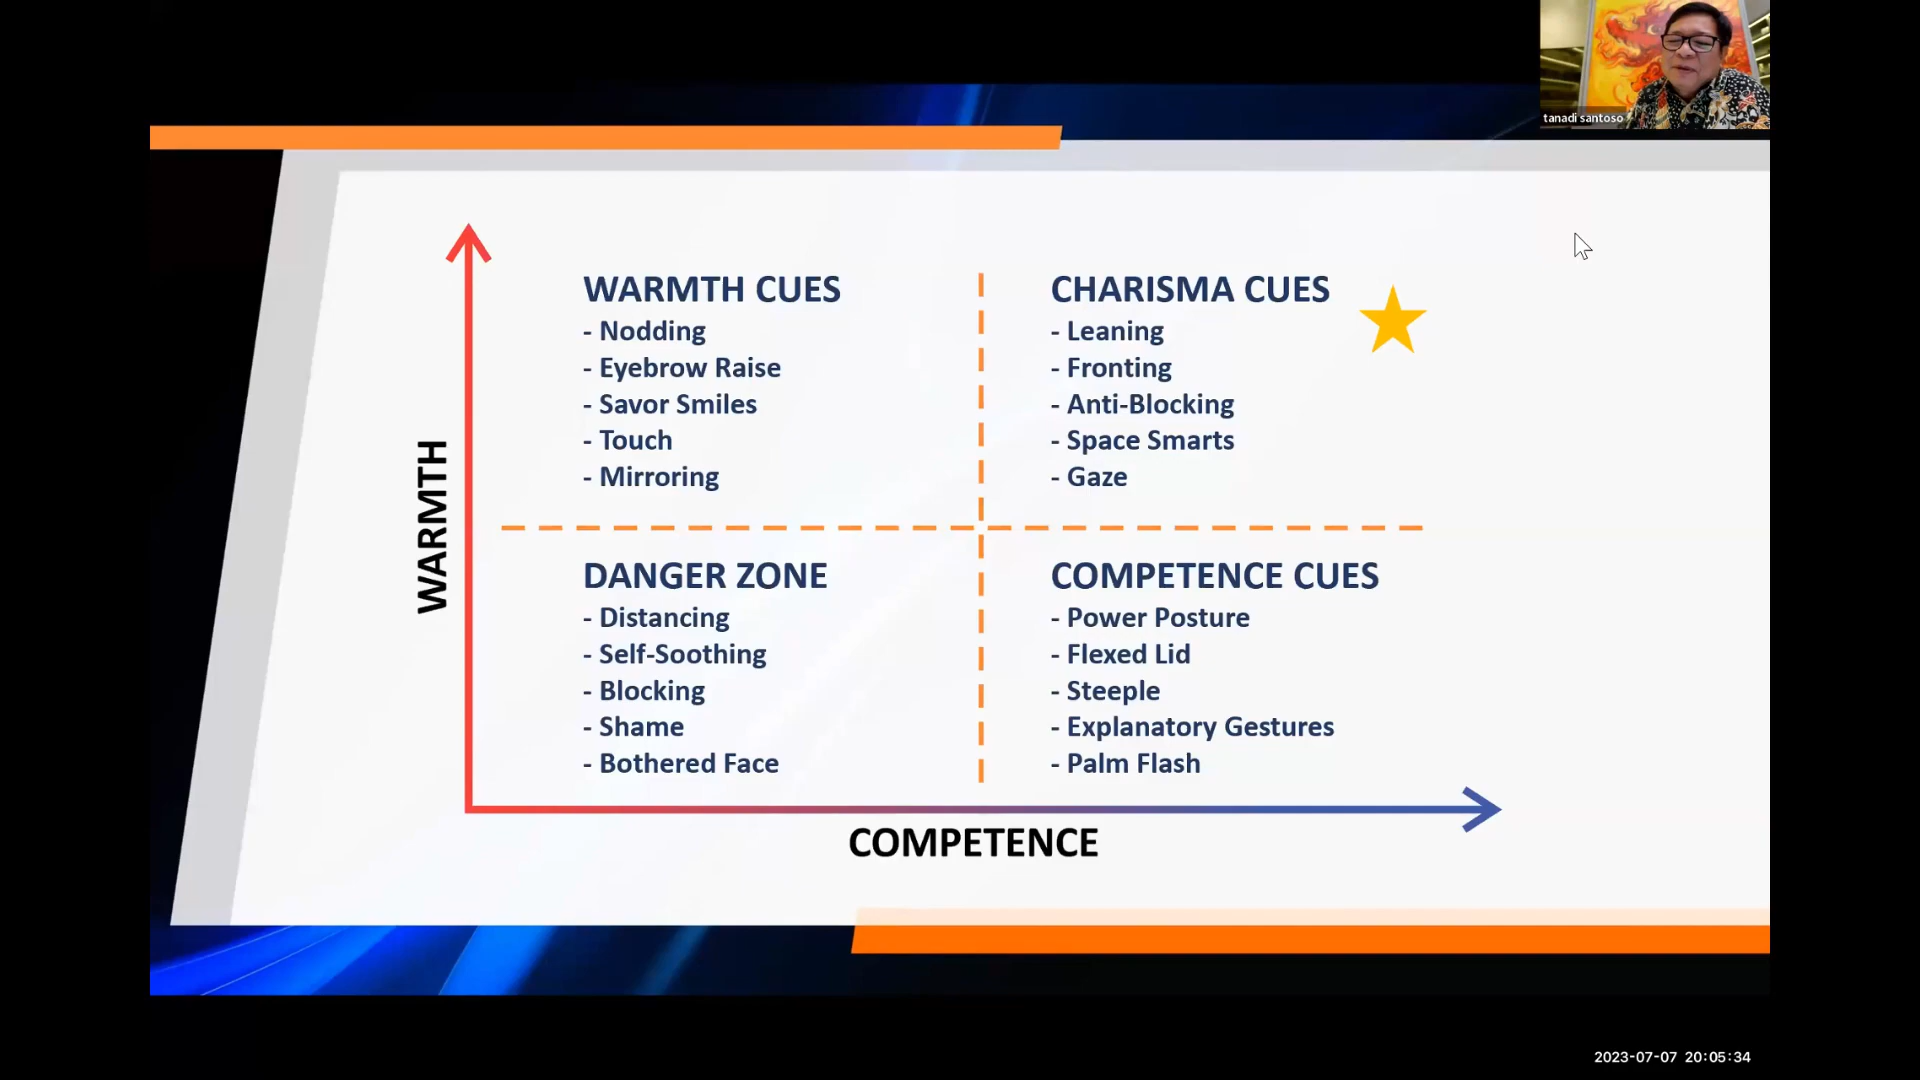 tanadi santoso
WARMTH CUES
- Nodding
- Eyebrow Raise
- Savor Smiles
- Touch
- Mirroring
CHARISMA CUES
- Leaning
- Fronting
- Anti-Blocking
- Space Smarts
- Gaze
WARMTH
DANGER ZONE
- Distancing
- Self-Soothing
- Blocking
- Shame
- Bothered Face
COMPETENCE CUES
- Power Posture
- Flexed Lid
- Steeple
- Explanatory Gestures
- Palm Flash
COMPETENCE
2023-07-07 20:05:34